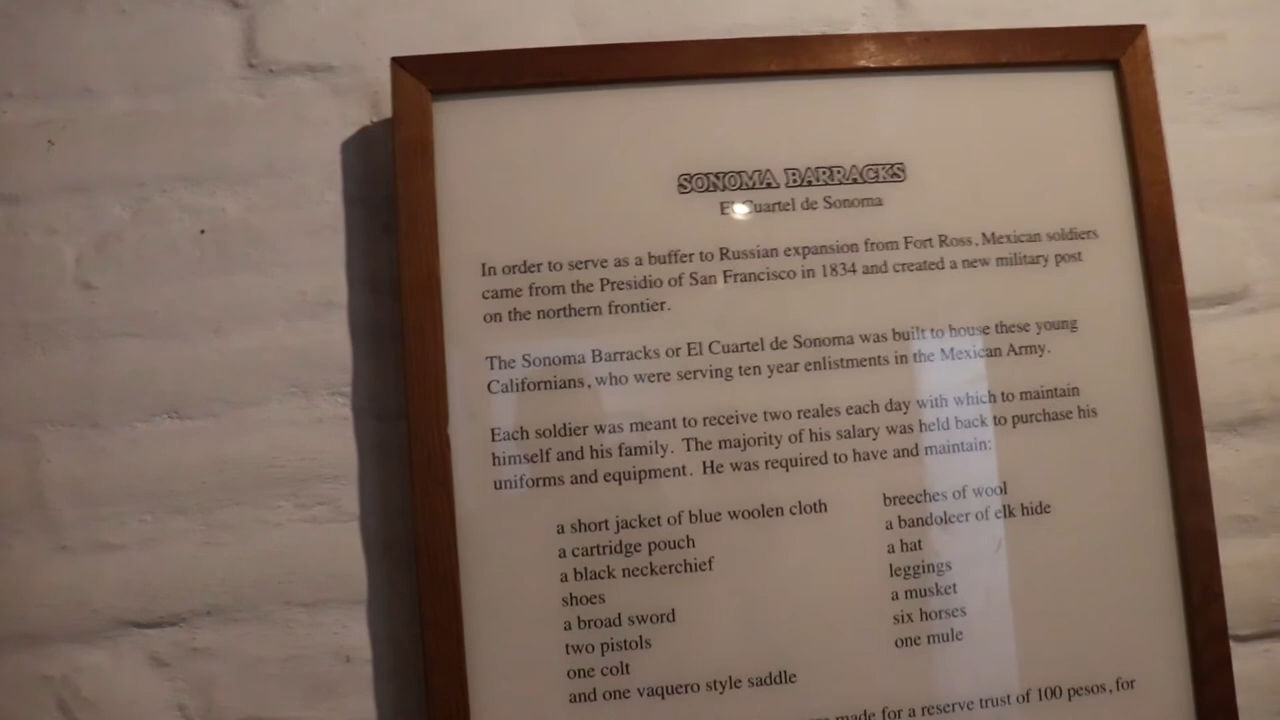 SONOMA BARRACKS
El Cuartel de Sonoma
In order to serve as a buffer to Russian expansion from Fort Ross, Mexican soldiers
came from the Presidio of San Francisco in 1834 and created a new military post
on the northern frontier.
The Sonoma Barracks or El Cuartel de Sonoma was built to house these young
Californians, who were serving ten year enlistments in the Mexican Army.
Each soldier was meant to receive two reales each day with which to maintain
himself and his family. The majority of his salary was held back to purchase his
uniforms and equipment. He was required to have and maintain:
a short jacket of blue woolen cloth
a cartridge pouch
a black neckerchief
shoes
a broad sword
two pistols
one colt
and one vaquero style saddle
breeches of wool
a bandoleer of elk hide
a hat
leggings
a musket
six horses
one mule
made for a reserve trust of 100 pesos, for